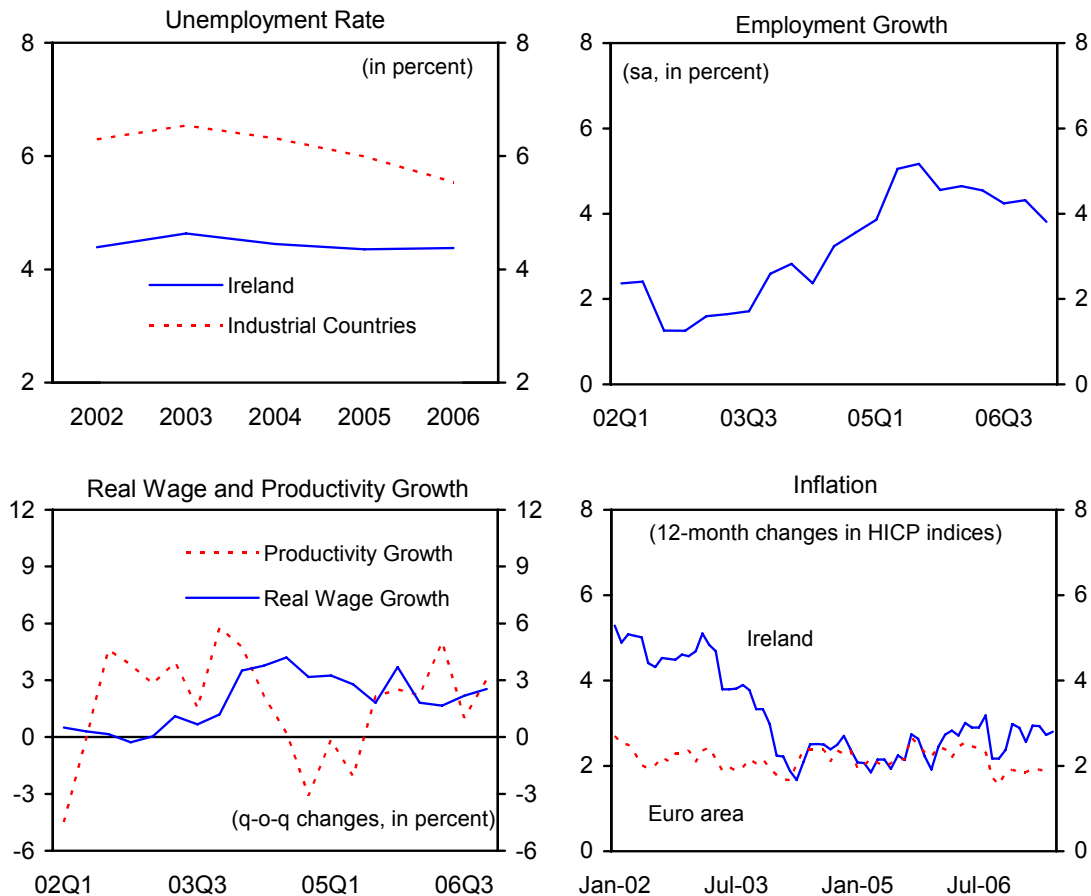 Unemployment Rate
8 8
(in percent)
6 6
4 4
Ireland
Industrial Countries
2 2
2002 2003 2004 2005 2006
Employment Growth
8 8
(sa, in percent)
6 6
4 4
2 2
0 0
02Q1 03Q3 05Q1 06Q3
Real Wage and Productivity Growth
12 12
Productivity Growth
9 9
Real Wage Growth
6 6
3 3
0 0
-3 -3
(q-o-q changes, in percent)
-6 -6
02Q1 03Q3 05Q1 06Q3
Inflation
8 8
(12-month changes in HICP indices)
6 6
Ireland
4 4
2 2
Euro area
0 0
Jan-02 Jul-03 Jan-05 Jul-06